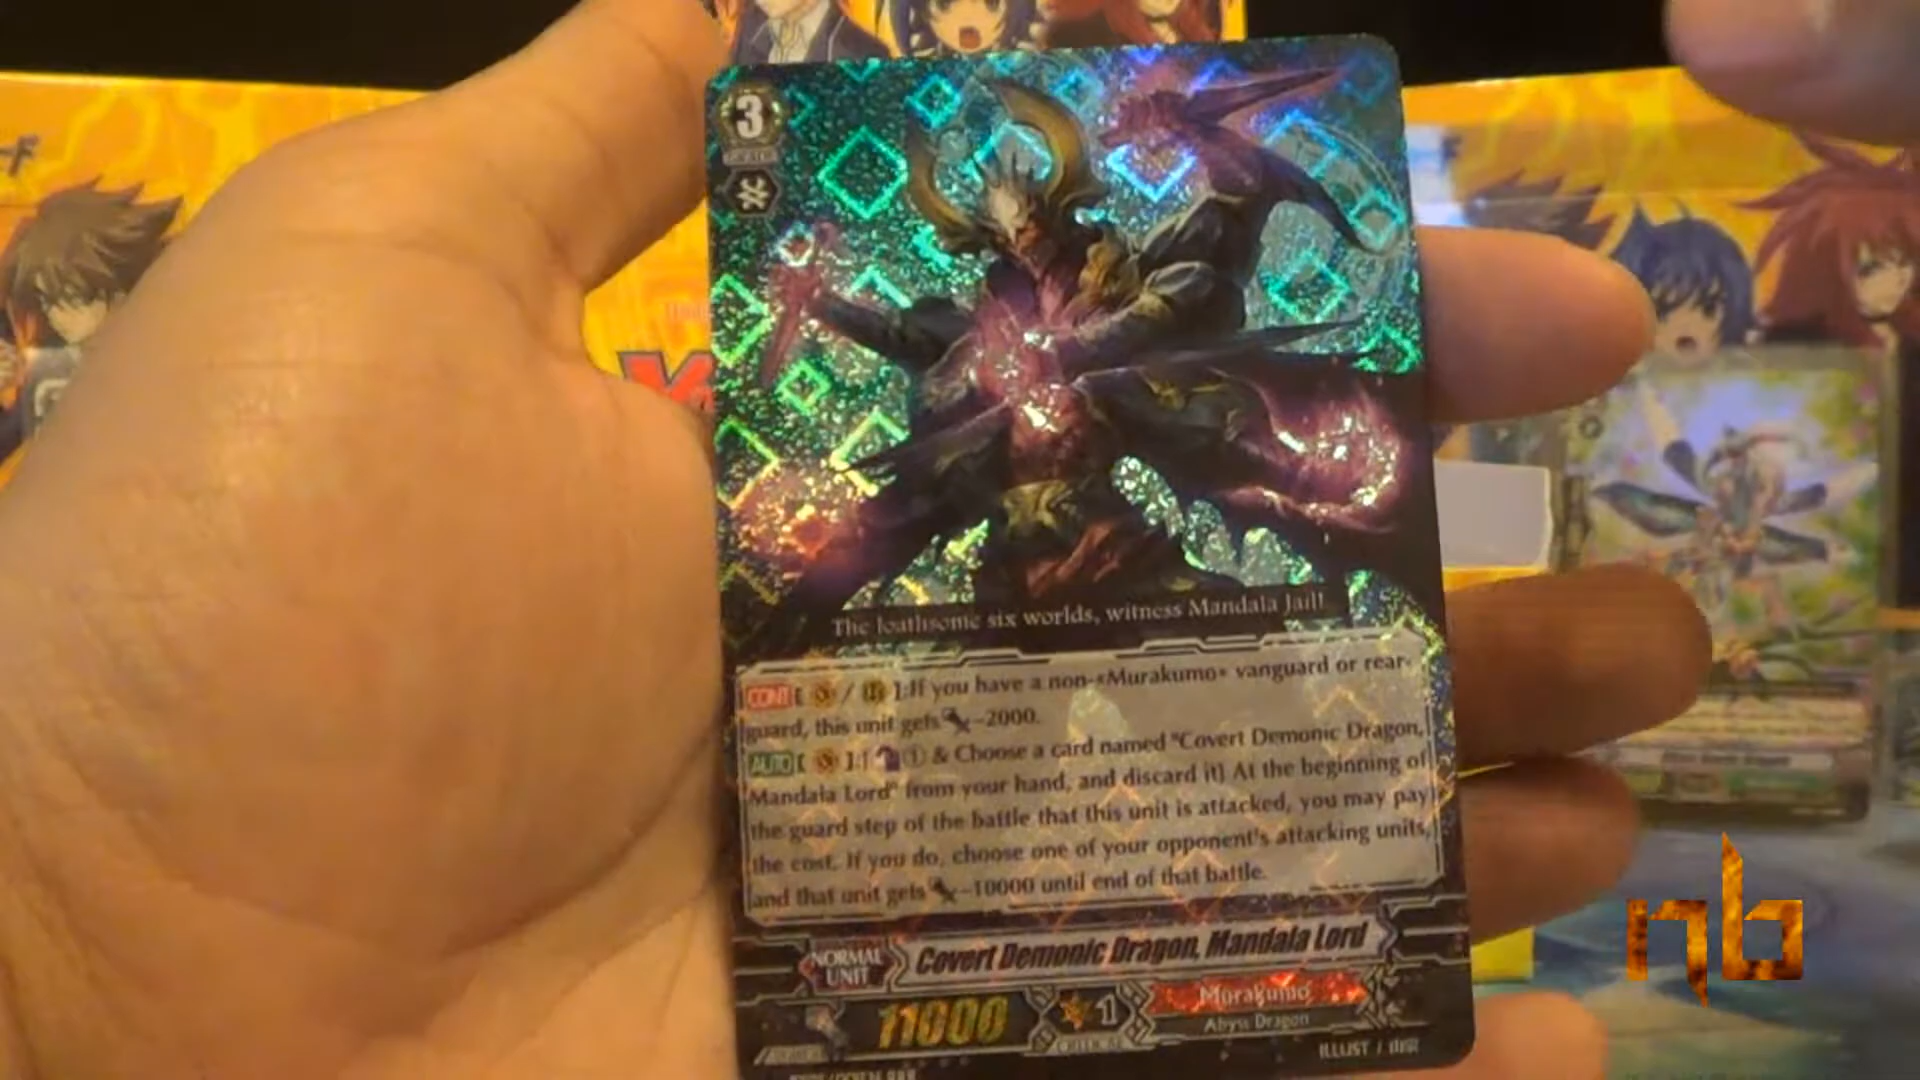 3
The loathsome six worlds, witness Mandala Jail!
CONT [ / ]:If you have a non-«Murakumo» vanguard or rear-
guard, this unit gets -2000.
AUTO [ ]:[ ① & Choose a card named "Covert Demonic Dragon,
Mandala Lord" from your hand, and discard it] At the beginning of
the guard step of the battle that this unit is attacked, you may pay
the cost. If you do, choose one of your opponent's attacking units,
and that unit gets -10000 until end of that battle.
NORMAL
UNIT
Covert Demonic Dragon, Mandala Lord
11000
1
CRITICAL
Murakumo
Abyss Dragon
ILLUST /
nb